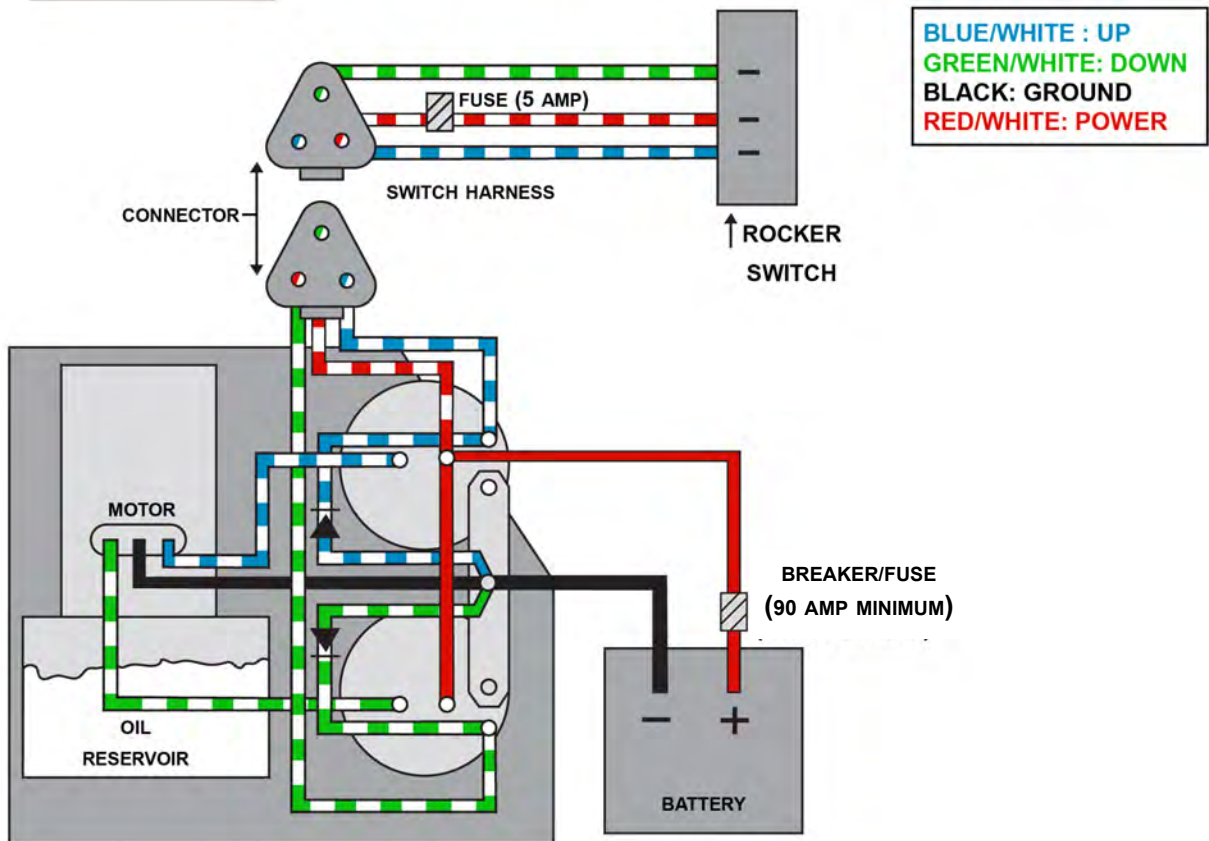 BLUE/WHITE : UP
GREEN/WHITE: DOWN
BLACK: GROUND
RED/WHITE: POWER
FUSE (5 AMP)
SWITCH HARNESS
CONNECTOR
ROCKER
SWITCH
MOTOR
BREAKER/FUSE
(90 AMP MINIMUM)
OIL
RESERVOIR
− +
BATTERY